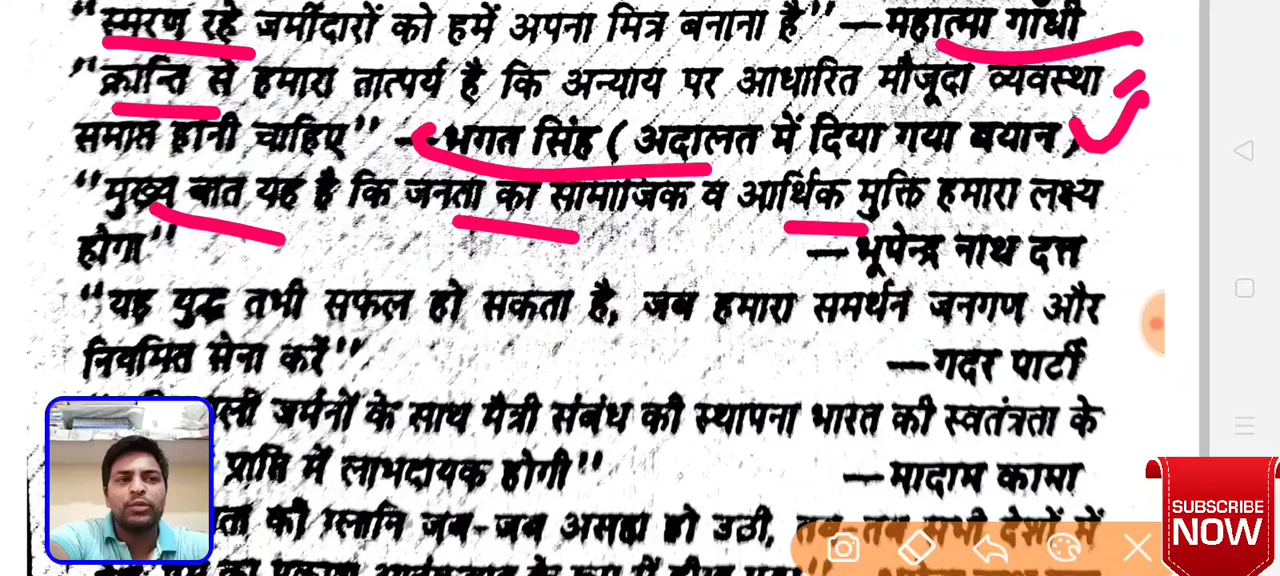 "स्मरण रहे जमींदारों को हमें अपना मित्र बनाना है" —महात्मा गाँधी
"क्रान्ति से हमारा तात्पर्य है कि अन्याय पर आधारित मौजूदा व्यवस्था
समाप्त होनी चाहिए" —भगत सिंह ( अदालत में दिया गया बयान )
"मुख्य बात यह है कि जनता का सामाजिक व आर्थिक मुक्ति हमारा लक्ष्य
होगा" —भूपेन्द्र नाथ दत्त
"यह युद्ध तभी सफल हो सकता है, जब हमारा समर्थन जनगण और
नियमित सेना करें" —गदर पार्टी
जर्मनों के साथ मैत्री संबंध की स्थापना भारत की स्वतंत्रता के
प्राप्ति में लाभदायक होगी" —मादाम कामा
की ग्लानि जब-जब असह्य हो उठी, तब-तब सभी देशों में
SUBSCRIBE
NOW